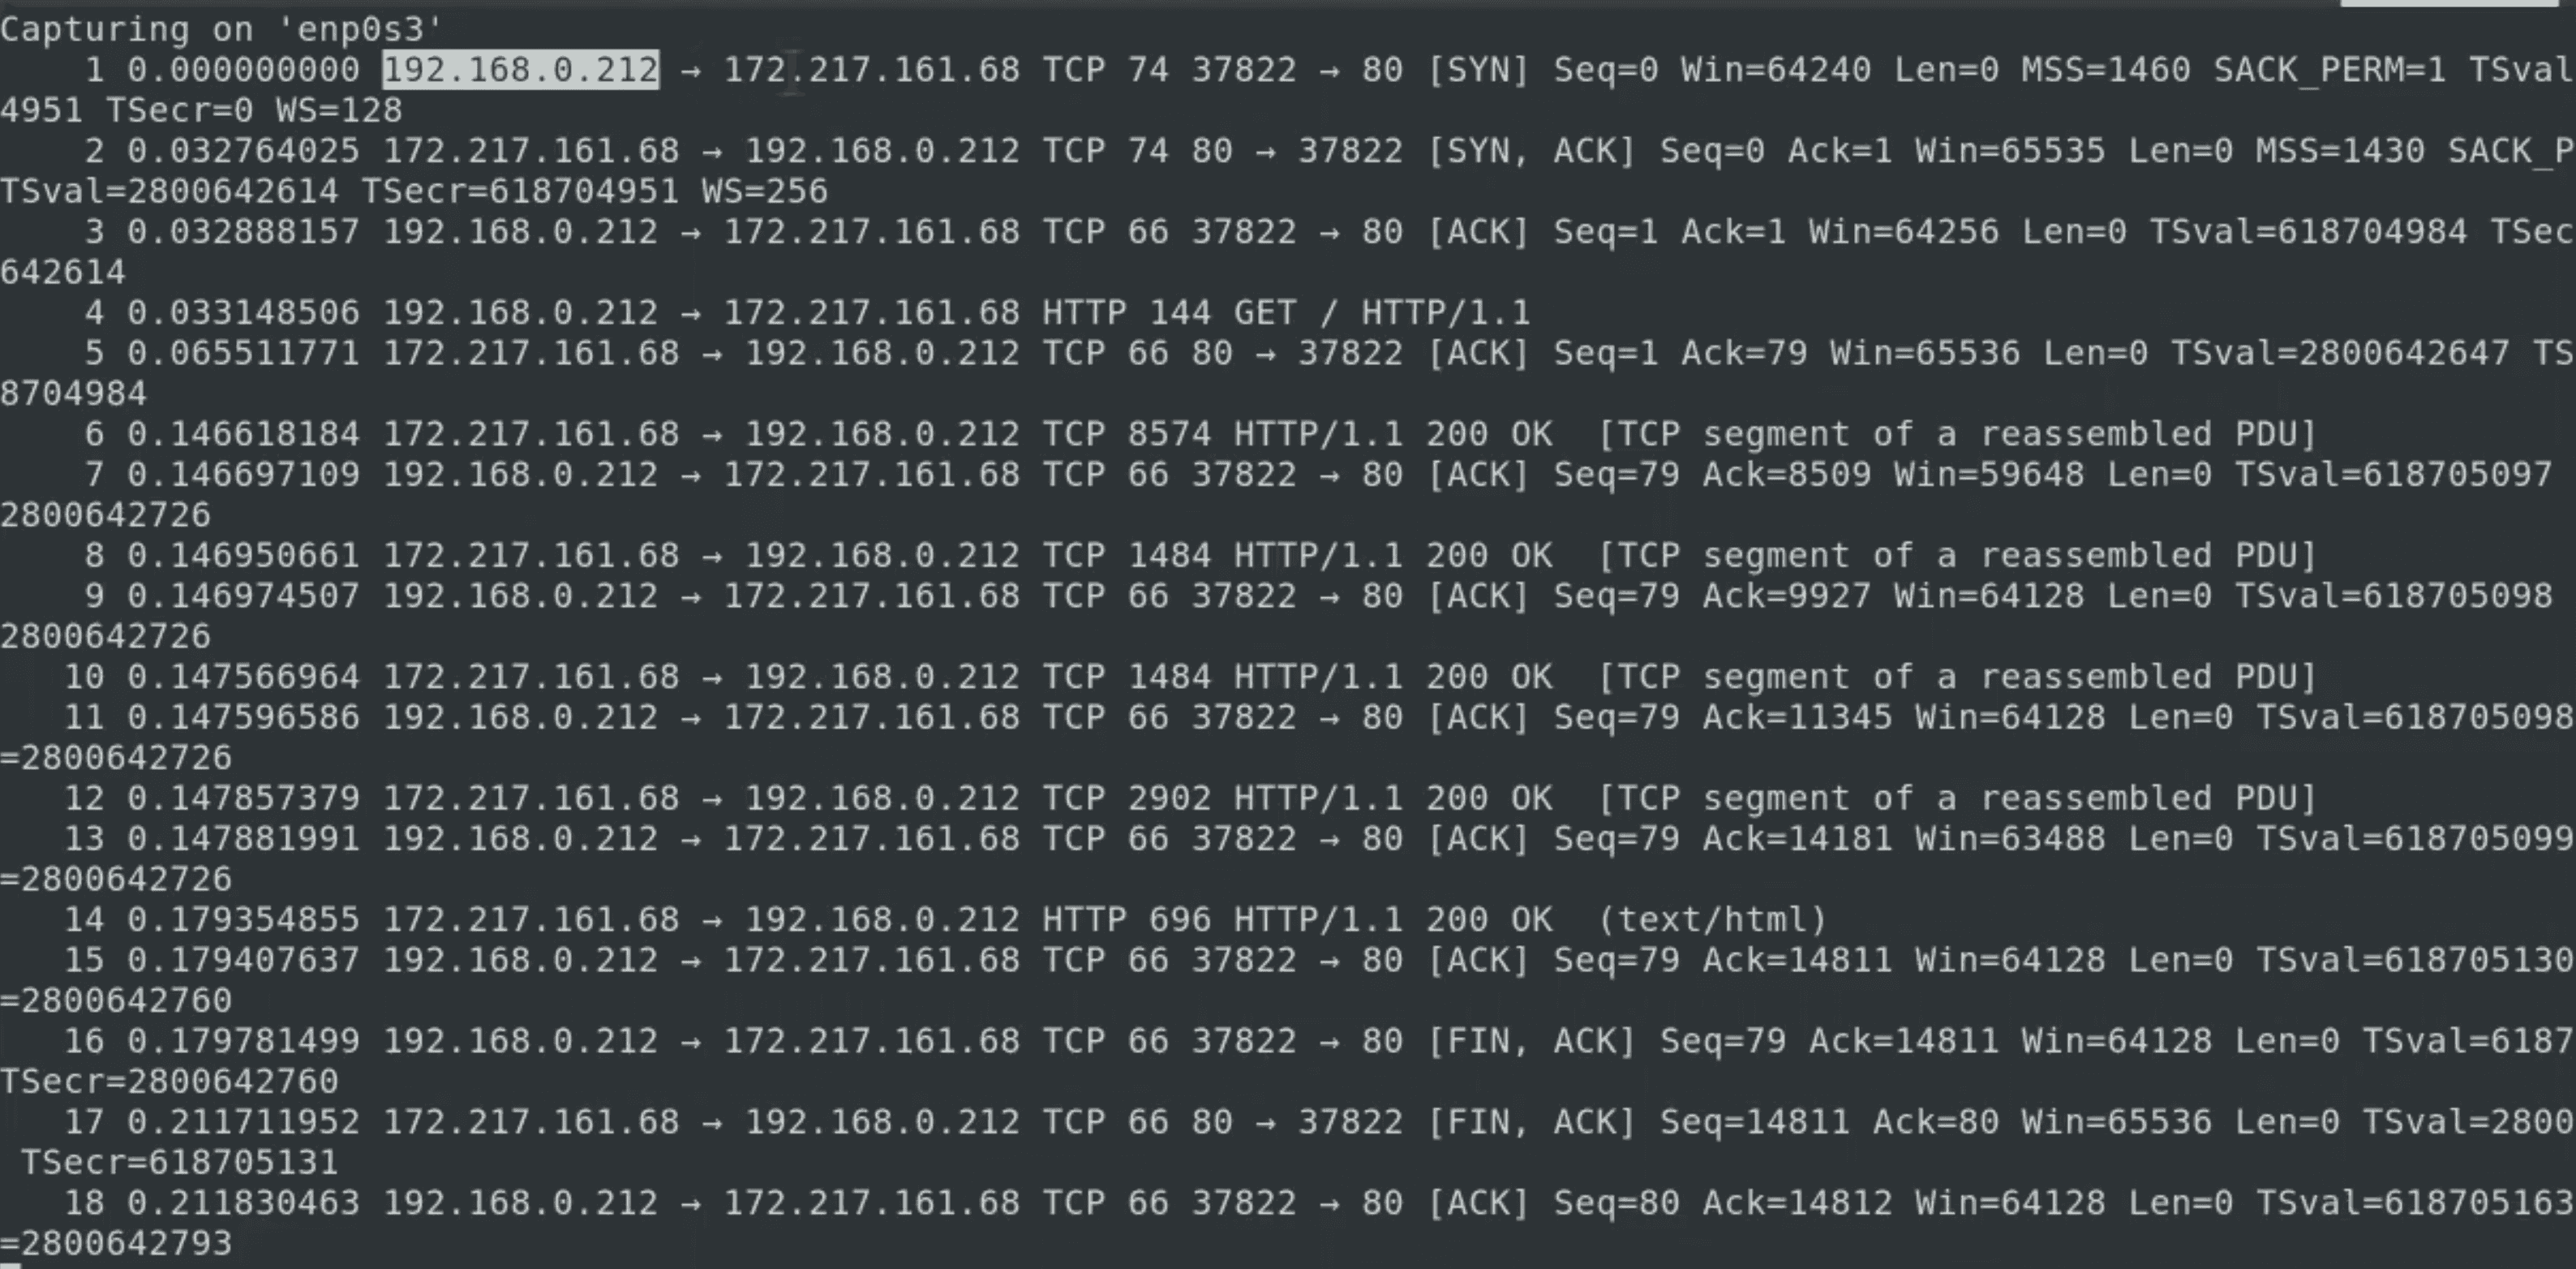 Capturing on 'enp0s3'
    1 0.000000000 192.168.0.212 → 172.217.161.68 TCP 74 37822 → 80 [SYN] Seq=0 Win=64240 Len=0 MSS=1460 SACK_PERM=1 TSval
4951 TSecr=0 WS=128
    2 0.032764025 172.217.161.68 → 192.168.0.212 TCP 74 80 → 37822 [SYN, ACK] Seq=0 Ack=1 Win=65535 Len=0 MSS=1430 SACK_P
TSval=2800642614 TSecr=618704951 WS=256
    3 0.032888157 192.168.0.212 → 172.217.161.68 TCP 66 37822 → 80 [ACK] Seq=1 Ack=1 Win=64256 Len=0 TSval=618704984 TSec
642614
    4 0.033148506 192.168.0.212 → 172.217.161.68 HTTP 144 GET / HTTP/1.1
    5 0.065511771 172.217.161.68 → 192.168.0.212 TCP 66 80 → 37822 [ACK] Seq=1 Ack=79 Win=65536 Len=0 TSval=2800642647 TS
8704984
    6 0.146618184 172.217.161.68 → 192.168.0.212 TCP 8574 HTTP/1.1 200 OK  [TCP segment of a reassembled PDU]
    7 0.146697109 192.168.0.212 → 172.217.161.68 TCP 66 37822 → 80 [ACK] Seq=79 Ack=8509 Win=59648 Len=0 TSval=618705097
2800642726
    8 0.146950661 172.217.161.68 → 192.168.0.212 TCP 1484 HTTP/1.1 200 OK  [TCP segment of a reassembled PDU]
    9 0.146974507 192.168.0.212 → 172.217.161.68 TCP 66 37822 → 80 [ACK] Seq=79 Ack=9927 Win=64128 Len=0 TSval=618705098
2800642726
   10 0.147566964 172.217.161.68 → 192.168.0.212 TCP 1484 HTTP/1.1 200 OK  [TCP segment of a reassembled PDU]
   11 0.147596586 192.168.0.212 → 172.217.161.68 TCP 66 37822 → 80 [ACK] Seq=79 Ack=11345 Win=64128 Len=0 TSval=618705098
=2800642726
   12 0.147857379 172.217.161.68 → 192.168.0.212 TCP 2902 HTTP/1.1 200 OK  [TCP segment of a reassembled PDU]
   13 0.147881991 192.168.0.212 → 172.217.161.68 TCP 66 37822 → 80 [ACK] Seq=79 Ack=14181 Win=63488 Len=0 TSval=618705099
=2800642726
   14 0.179354855 172.217.161.68 → 192.168.0.212 HTTP 696 HTTP/1.1 200 OK  (text/html)
   15 0.179407637 192.168.0.212 → 172.217.161.68 TCP 66 37822 → 80 [ACK] Seq=79 Ack=14811 Win=64128 Len=0 TSval=618705130
=2800642760
   16 0.179781499 192.168.0.212 → 172.217.161.68 TCP 66 37822 → 80 [FIN, ACK] Seq=79 Ack=14811 Win=64128 Len=0 TSval=6187
TSecr=2800642760
   17 0.211711952 172.217.161.68 → 192.168.0.212 TCP 66 80 → 37822 [FIN, ACK] Seq=14811 Ack=80 Win=65536 Len=0 TSval=2800
 TSecr=618705131
   18 0.211830463 192.168.0.212 → 172.217.161.68 TCP 66 37822 → 80 [ACK] Seq=80 Ack=14812 Win=64128 Len=0 TSval=618705163
=2800642793